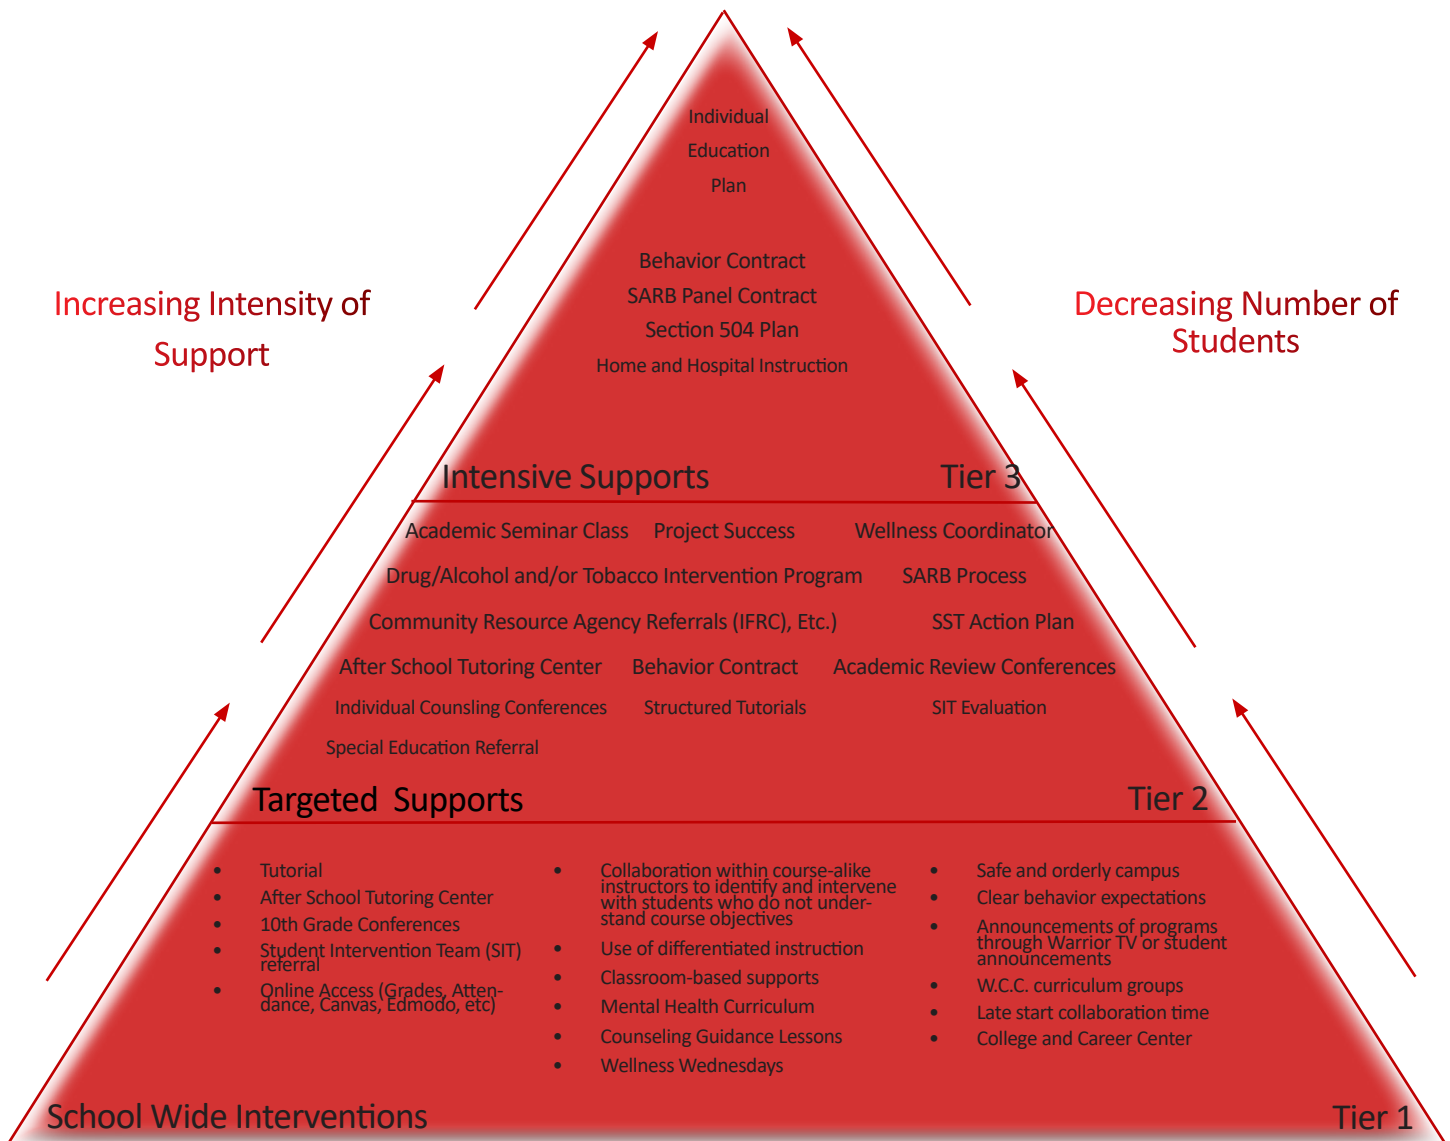 Individual
Education
Plan
Behavior Contract
SARB Panel Contract
Section 504 Plan
Home and Hospital Instruction
Increasing Intensity of
Support
Decreasing Number of
Students
Intensive Supports Tier 3
Academic Seminar Class Project Success Wellness Coordinator
Drug/Alcohol and/or Tobacco Intervention Program SARB Process
Community Resource Agency Referrals (IFRC), Etc.) SST Action Plan
After School Tutoring Center Behavior Contract Academic Review Conferences
Individual Counsling Conferences Structured Tutorials SIT Evaluation
Special Education Referral
Targeted Supports Tier 2
• Tutorial
• After School Tutoring Center
• 10th Grade Conferences
• Student Intervention Team (SIT)
referral
• Online Access (Grades, Atten-
dance, Canvas, Edmodo, etc)
• Collaboration within course-alike
instructors to identify and intervene
with students who do not under-
stand course objectives
• Use of differentiated instruction
• Classroom-based supports
• Mental Health Curriculum
• Counseling Guidance Lessons
• Wellness Wednesdays
• Safe and orderly campus
• Clear behavior expectations
• Announcements of programs
through Warrior TV or student
announcements
• W.C.C. curriculum groups
• Late start collaboration time
• College and Career Center
School Wide Interventions Tier 1